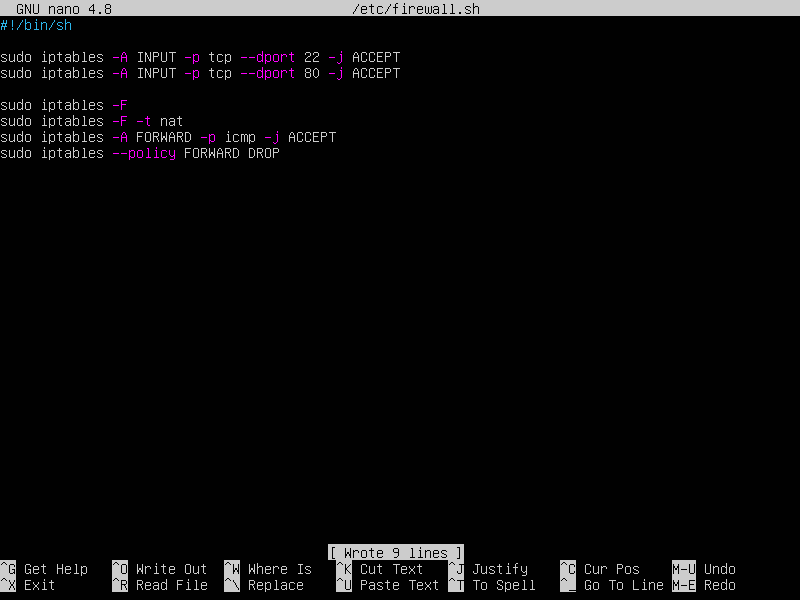 GNU nano 4.8 /etc/firewall.sh
#!/bin/sh
sudo iptables -A INPUT -p tcp --dport 22 -j ACCEPT
sudo iptables -A INPUT -p tcp --dport 80 -j ACCEPT
sudo iptables -F
sudo iptables -F -t nat
sudo iptables -A FORWARD -p icmp -j ACCEPT
sudo iptables --policy FORWARD DROP
[ Wrote 9 lines ]
^G Get Help ^O Write Out ^W Where Is ^K Cut Text ^J Justify ^C Cur Pos M-U Undo
^X Exit ^R Read File ^\ Replace ^U Paste Text ^T To Spell ^_ Go To Line M-E Redo